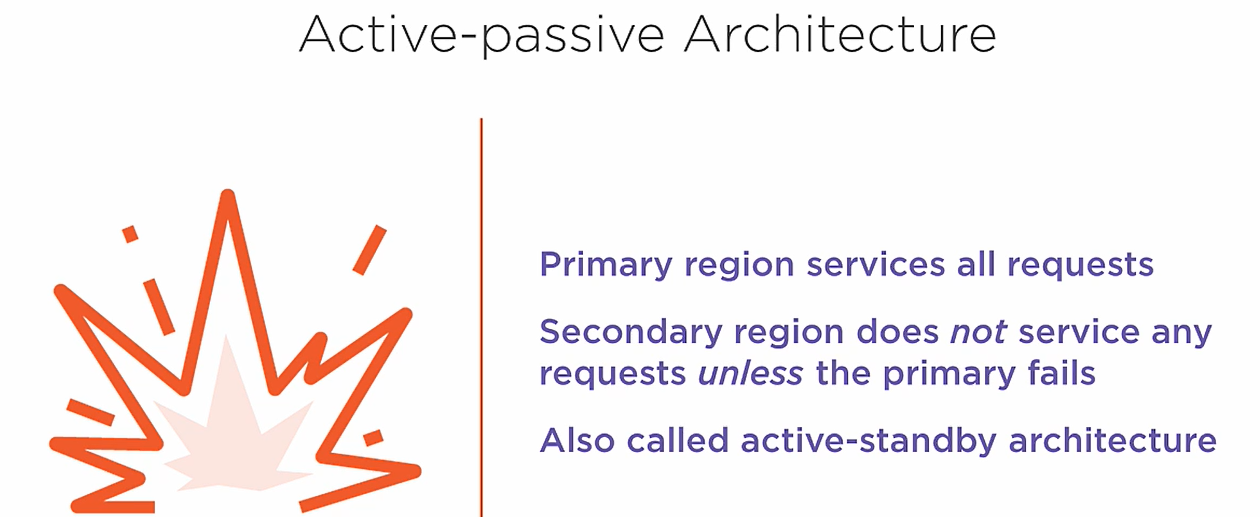 Active-passive Architecture
Primary region services all requests
Secondary region does not service any
requests unless the primary fails
Also called active-standby architecture